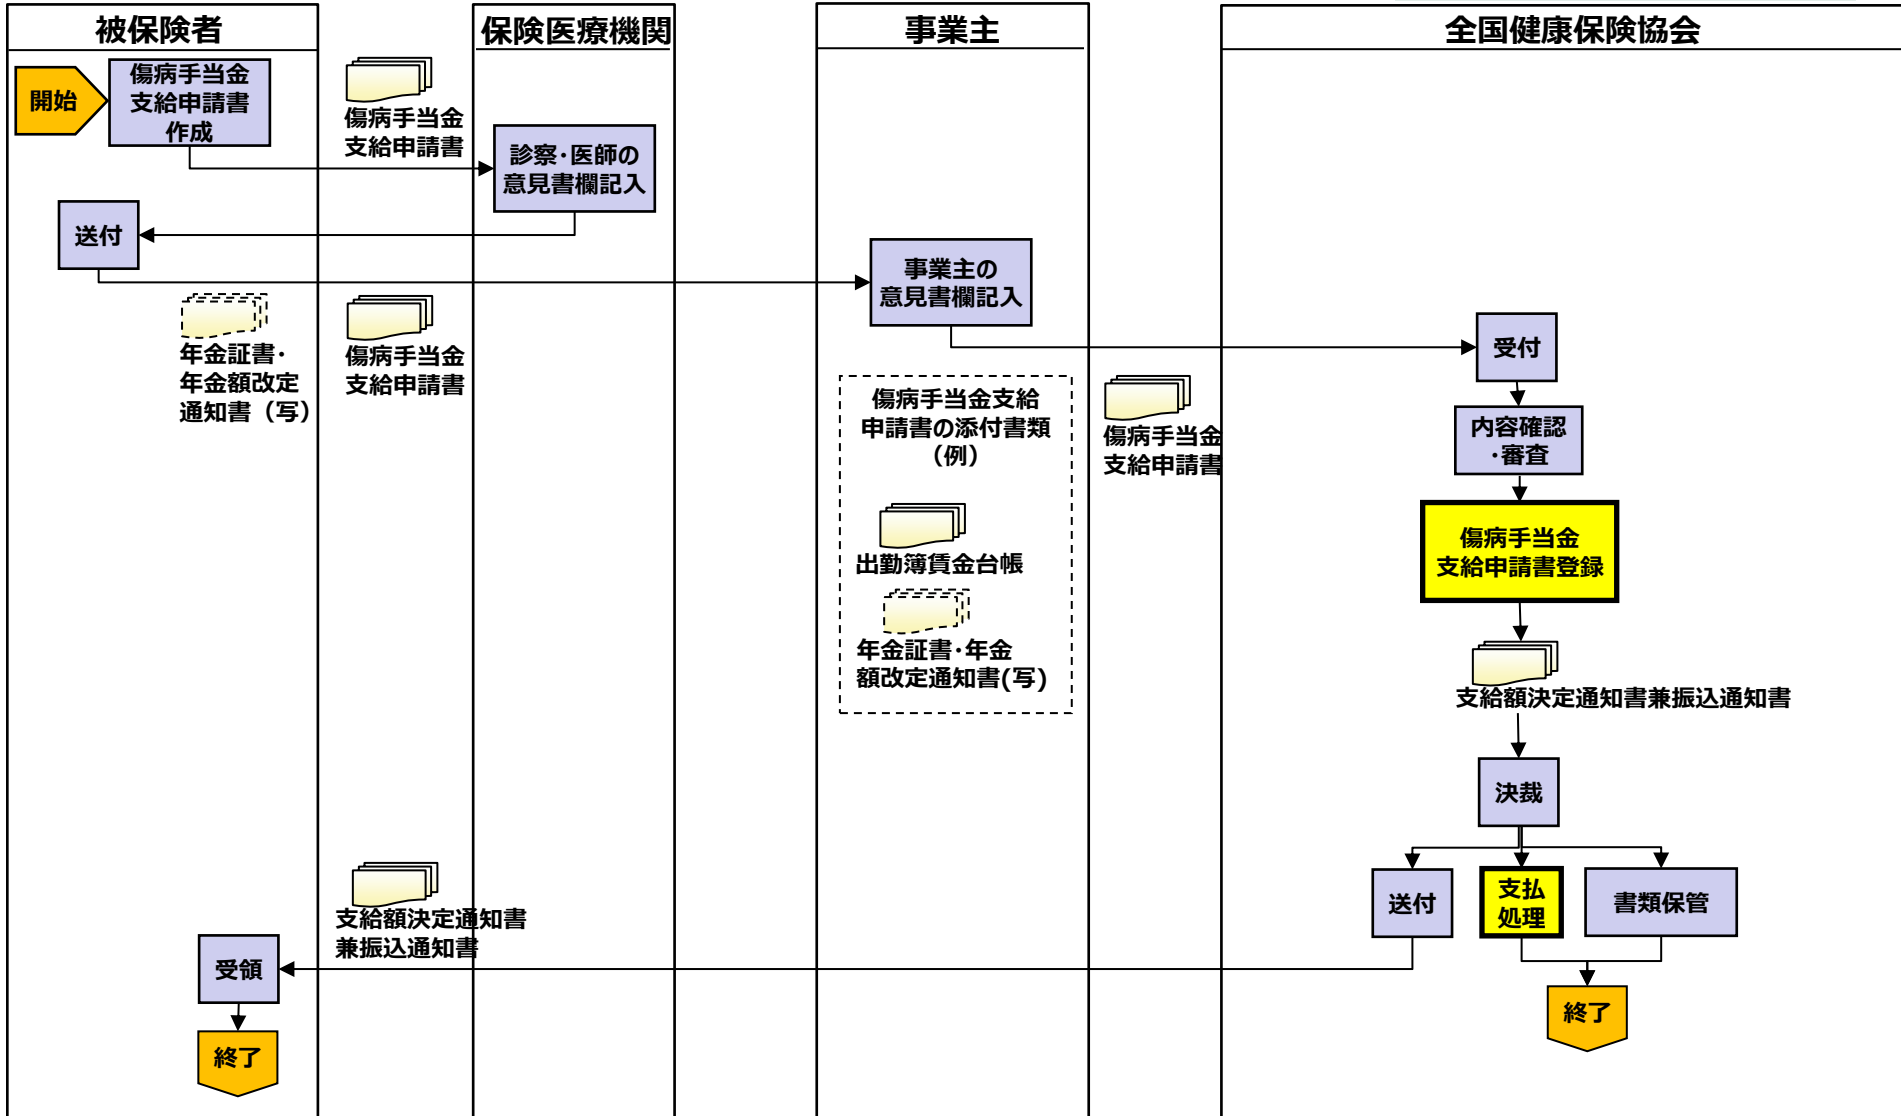 被保険者
保険医療機関
事業主
全国健康保険協会
開始
傷病手当金
支給申請書
作成
傷病手当金
支給申請書
診察・医師の
意見書欄記入
送付
事業主の
意見書欄記入
年金証書・
年金額改定
通知書（写）
傷病手当金
支給申請書
受付
傷病手当金支給
申請書の添付書類
（例）
出勤簿賃金台帳
年金証書・年金
額改定通知書(写)
傷病手当金
支給申請書
内容確認
・審査
傷病手当金
支給申請書登録
支給額決定通知書兼振込通知書
決裁
送付
支払
処理
書類保管
支給額決定通知書
兼振込通知書
受領
終了
終了